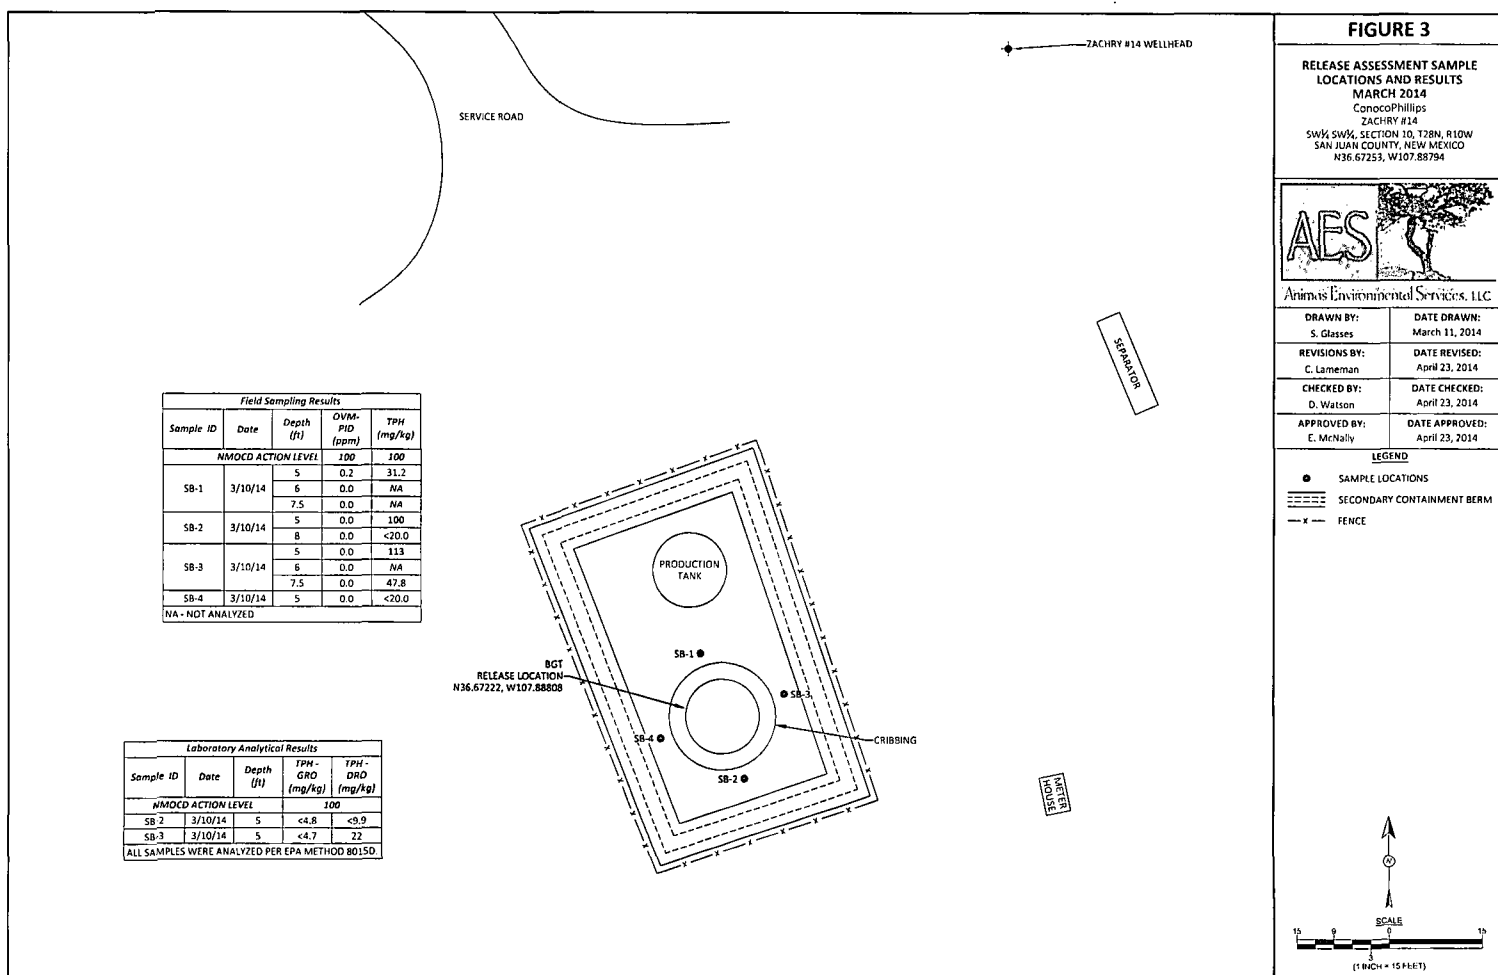 FIGURE 3
RELEASE ASSESSMENT SAMPLE
LOCATIONS AND RESULTS
MARCH 2014
ConocoPhillips
ZACHRY #14
SW¼ SW¼, SECTION 10, T28N, R10W
SAN JUAN COUNTY, NEW MEXICO
N36.67253, W107.88794
AES
Animas Environmental Services, LLC
DRAWN BY: DATE DRAWN:
S. Glasses March 11, 2014
REVISIONS BY: DATE REVISED:
C. Lameman April 23, 2014
CHECKED BY: DATE CHECKED:
D. Watson April 23, 2014
APPROVED BY: DATE APPROVED:
E. McNally April 23, 2014
LEGEND
SAMPLE LOCATIONS
SECONDARY CONTAINMENT BERM
x FENCE
N
SCALE
15 9 0 15
3
(1 INCH = 15 FEET)
ZACHRY #14 WELLHEAD
SERVICE ROAD
SEPARATOR
Field Sampling Results
Sample ID Date Depth (ft) OVM-PID (ppm) TPH (mg/kg)
NMOCD ACTION LEVEL 100 100
SB-1 3/10/14 5 0.2 31.2
6 0.0 NA
7.5 0.0 NA
SB-2 3/10/14 5 0.0 100
8 0.0 <20.0
SB-3 3/10/14 5 0.0 113
6 0.0 NA
7.5 0.0 47.8
SB-4 3/10/14 5 0.0 <20.0
NA - NOT ANALYZED
PRODUCTION
TANK
SB-1
BGT
RELEASE LOCATION
N36.67222, W107.88808
SB-3
SB-4
CRIBBING
SB-2
METER
HOUSE
Laboratory Analytical Results
Sample ID Date Depth (ft) TPH - GRO (mg/kg) TPH - DRO (mg/kg)
NMOCD ACTION LEVEL 100
SB-2 3/10/14 5 <4.8 <9.9
SB-3 3/10/14 5 <4.7 22
ALL SAMPLES WERE ANALYZED PER EPA METHOD 8015D.